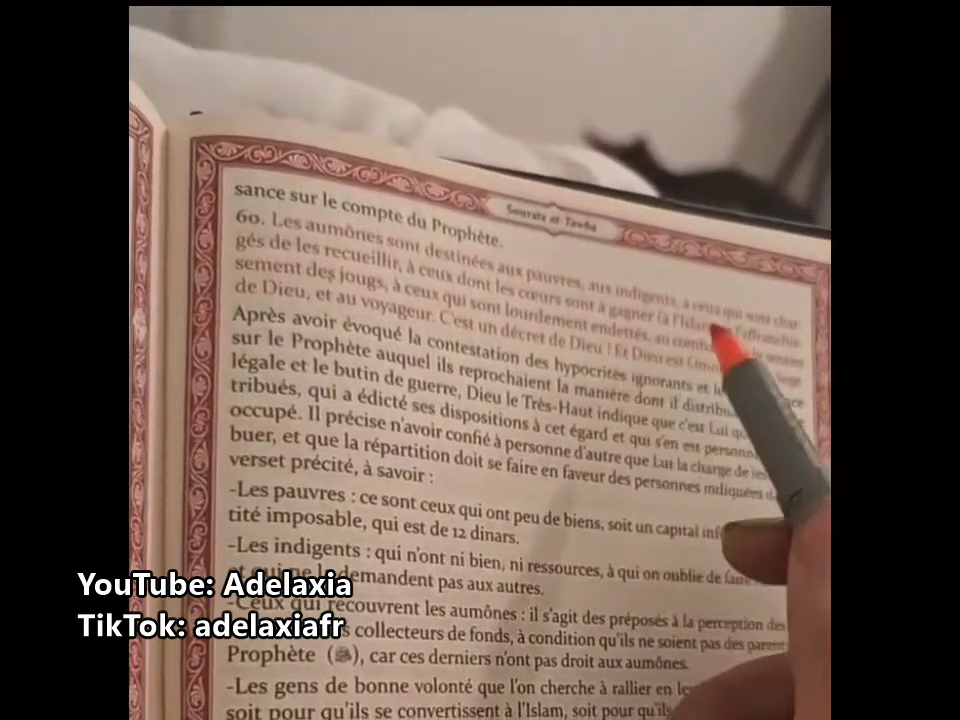 Sourate at-Tawba
sance sur le compte du Prophète.
60. Les aumônes sont destinées aux pauvres, aux indigents, à ceux qui sont char-
gés de les recueillir, à ceux dont les cœurs sont à gagner (à l'Islam), l'affranchis-
sement des jougs, à ceux qui sont lourdement endettés, au sentier
de Dieu, et au voyageur. C'est un décret de Dieu ! Et Dieu est
Après avoir évoqué la contestation des hypocrites ignorants et
sur le Prophète auquel ils reprochaient la manière dont il
légale et le butin de guerre, Dieu le Très-Haut indique que c'est Lui
tribués, qui a édicté ses dispositions à cet égard et qui s'en est
occupé. Il précise n'avoir confié à personne d'autre que Lui la charge de
buer, et que la répartition doit se faire en faveur des personnes indiquées
verset précité, à savoir :
-Les pauvres : ce sont ceux qui ont peu de biens, soit un capital
tité imposable, qui est de 12 dinars.
-Les indigents : qui n'ont ni bien, ni ressources, à qui on oublie de faire
et qui ne le demandent pas aux autres.
-Ceux qui recouvrent les aumônes : il s'agit des préposés à la perception des
collecteurs de fonds, à condition qu'ils ne soient pas des parents
Prophète (ﷺ), car ces derniers n'ont pas droit aux aumônes.
-Les gens de bonne volonté que l'on cherche à rallier en
soit pour qu'ils se convertissent à l'Islam, soit pour qu'ils
YouTube: Adelaxia
TikTok: adelaxiafr